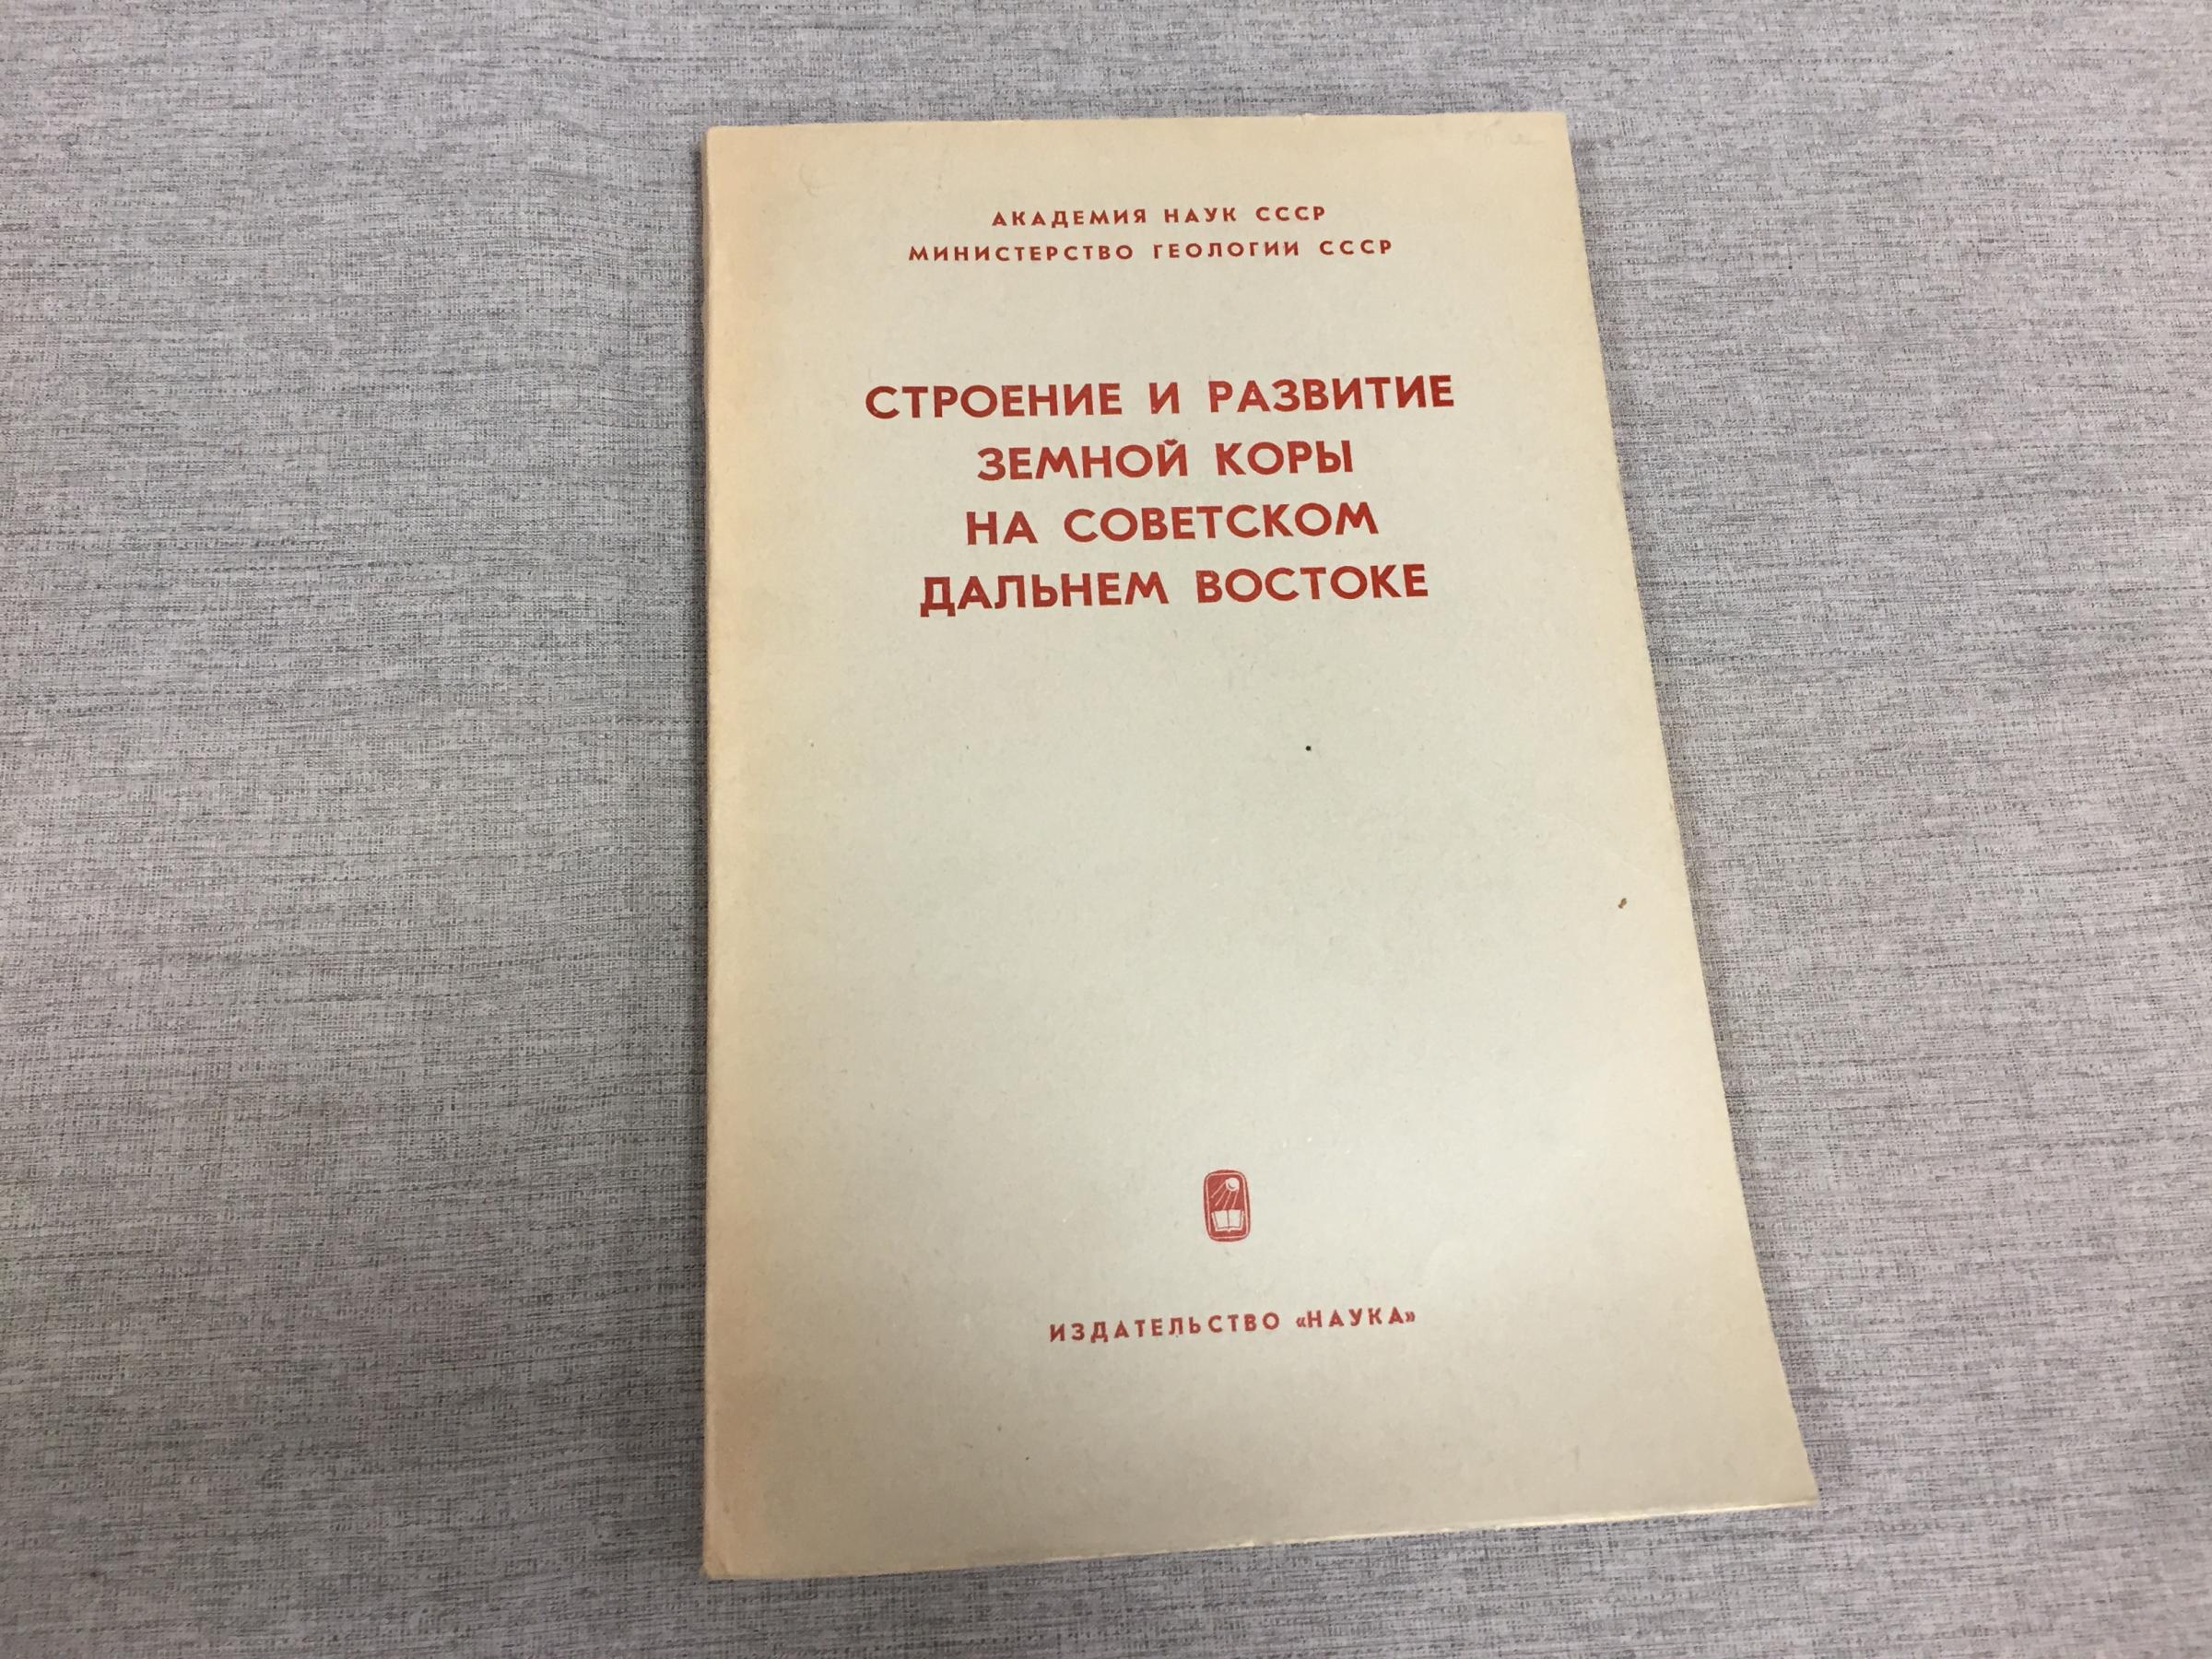 АКАДЕМИЯ НАУК СССР
МИНИСТЕРСТВО ГЕОЛОГИИ СССР
СТРОЕНИЕ И РАЗВИТИЕ
ЗЕМНОЙ КОРЫ
НА СОВЕТСКОМ
ДАЛЬНЕМ ВОСТОКЕ
ИЗДАТЕЛЬСТВО «НАУКА»